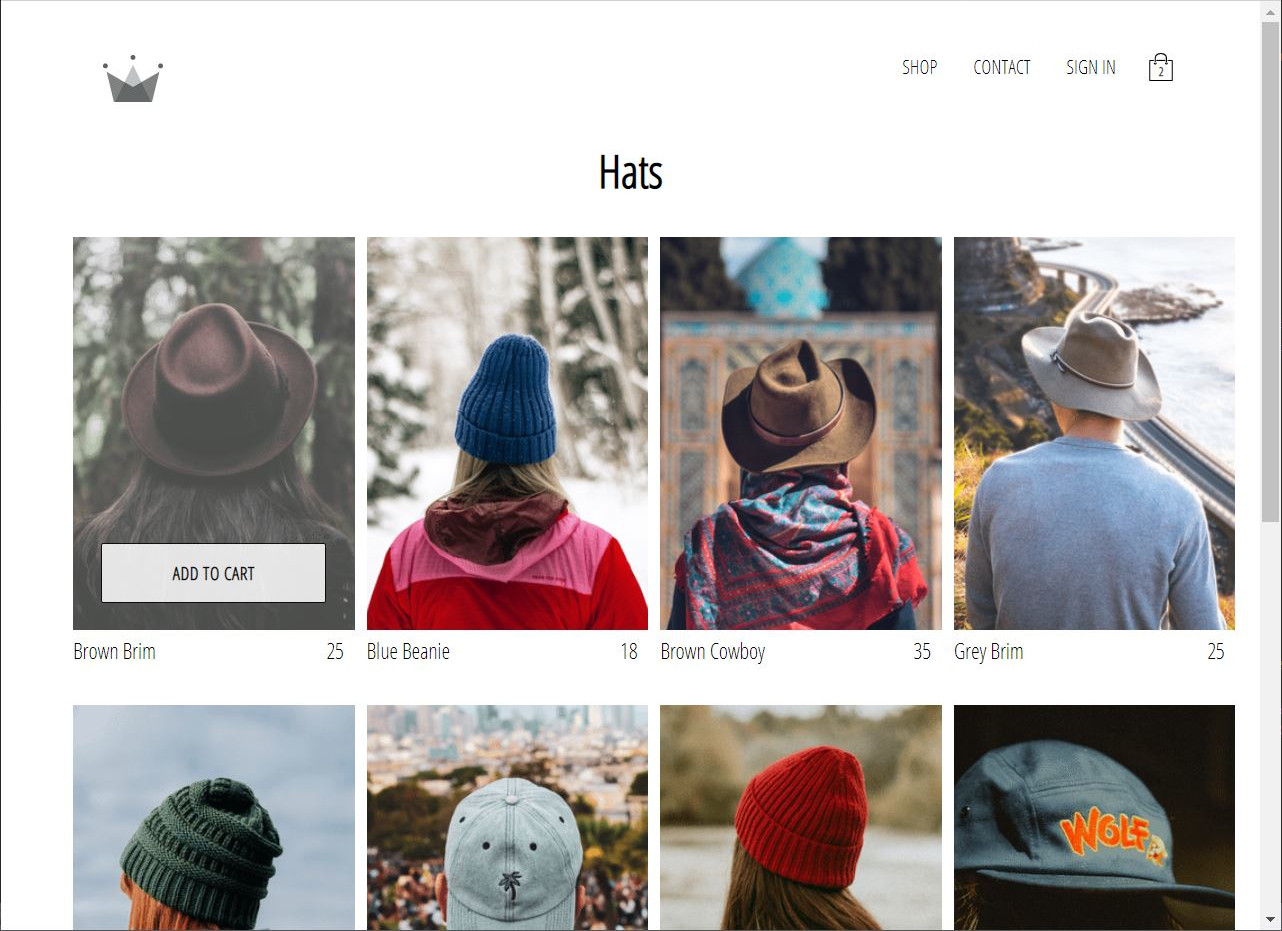 SHOP CONTACT SIGN IN 2
Hats
ADD TO CART
Brown Brim 25 Blue Beanie 18 Brown Cowboy 35 Grey Brim 25
WOLF